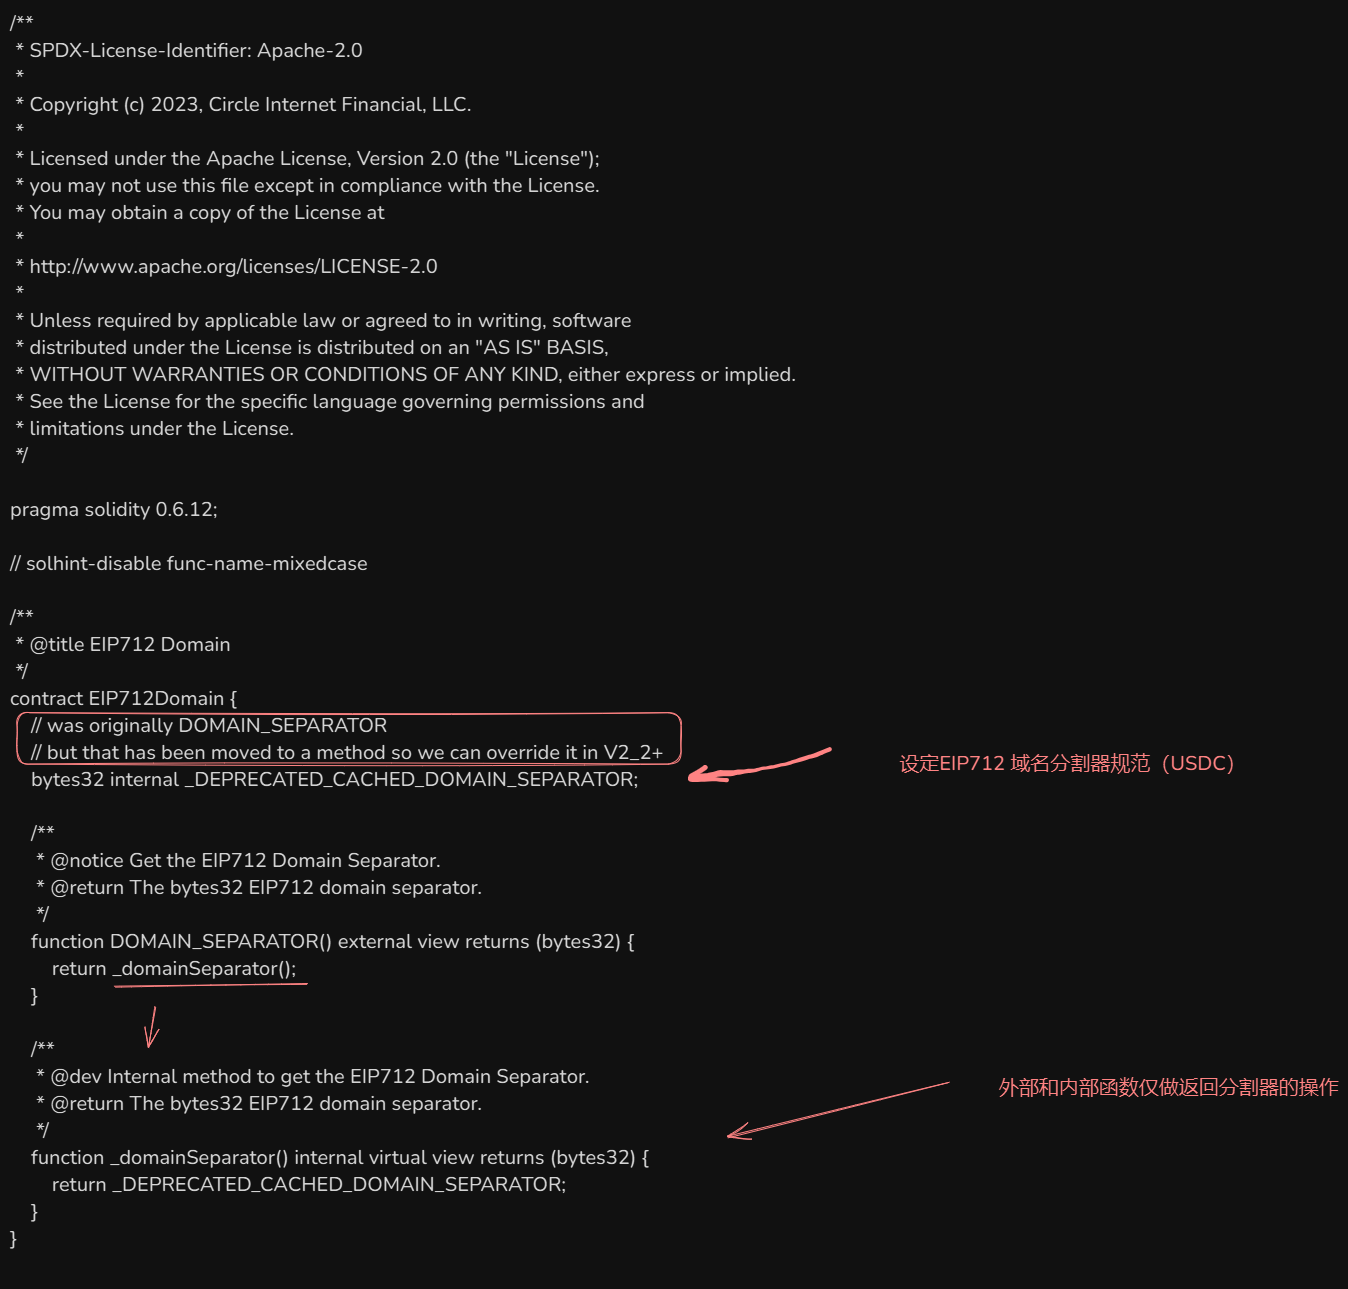 /**
 * SPDX-License-Identifier: Apache-2.0
 *
 * Copyright (c) 2023, Circle Internet Financial, LLC.
 *
 * Licensed under the Apache License, Version 2.0 (the "License");
 * you may not use this file except in compliance with the License.
 * You may obtain a copy of the License at
 *
 * http://www.apache.org/licenses/LICENSE-2.0
 *
 * Unless required by applicable law or agreed to in writing, software
 * distributed under the License is distributed on an "AS IS" BASIS,
 * WITHOUT WARRANTIES OR CONDITIONS OF ANY KIND, either express or implied.
 * See the License for the specific language governing permissions and
 * limitations under the License.
 */

pragma solidity 0.6.12;

// solhint-disable func-name-mixedcase

/**
 * @title EIP712 Domain
 */
contract EIP712Domain {
    // was originally DOMAIN_SEPARATOR
    // but that has been moved to a method so we can override it in V2_2+
    bytes32 internal _DEPRECATED_CACHED_DOMAIN_SEPARATOR;
设定EIP712 域名分割器规范（USDC）

    /**
     * @notice Get the EIP712 Domain Separator.
     * @return The bytes32 EIP712 domain separator.
     */
    function DOMAIN_SEPARATOR() external view returns (bytes32) {
        return _domainSeparator();
    }

    /**
     * @dev Internal method to get the EIP712 Domain Separator.
     * @return The bytes32 EIP712 domain separator.
     */
外部和内部函数仅做返回分割器的操作
    function _domainSeparator() internal virtual view returns (bytes32) {
        return _DEPRECATED_CACHED_DOMAIN_SEPARATOR;
    }
}